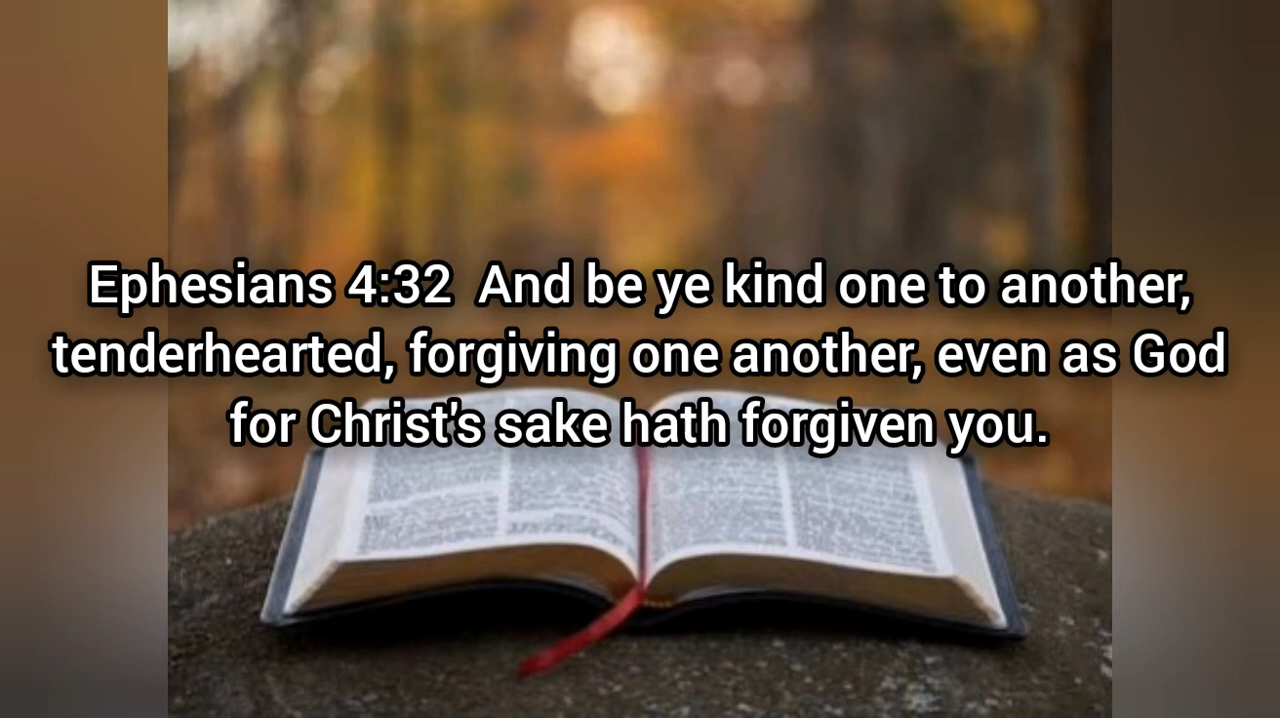 Ephesians 4:32  And be ye kind one to another,
tenderhearted, forgiving one another, even as God
for Christ's sake hath forgiven you.